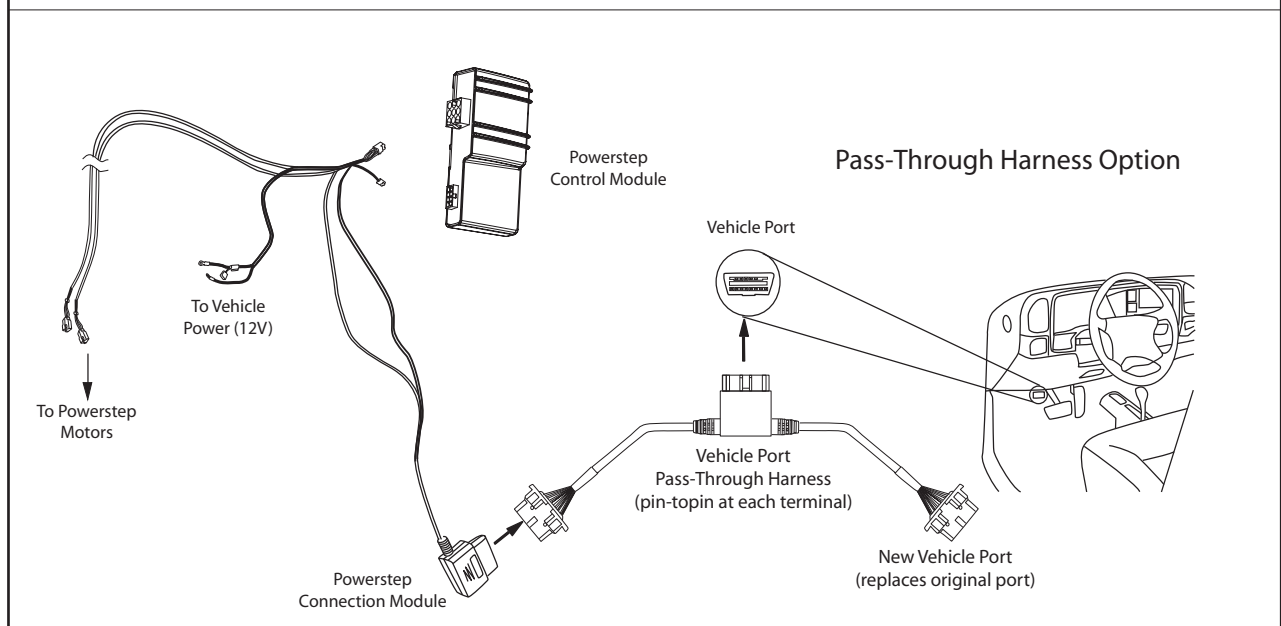 Powerstep
Control Module
Pass-Through Harness Option
Vehicle Port
To Vehicle
Power (12V)
To Powerstep
Motors
Vehicle Port
Pass-Through Harness
(pin-topin at each terminal)
New Vehicle Port
(replaces original port)
Powerstep
Connection Module